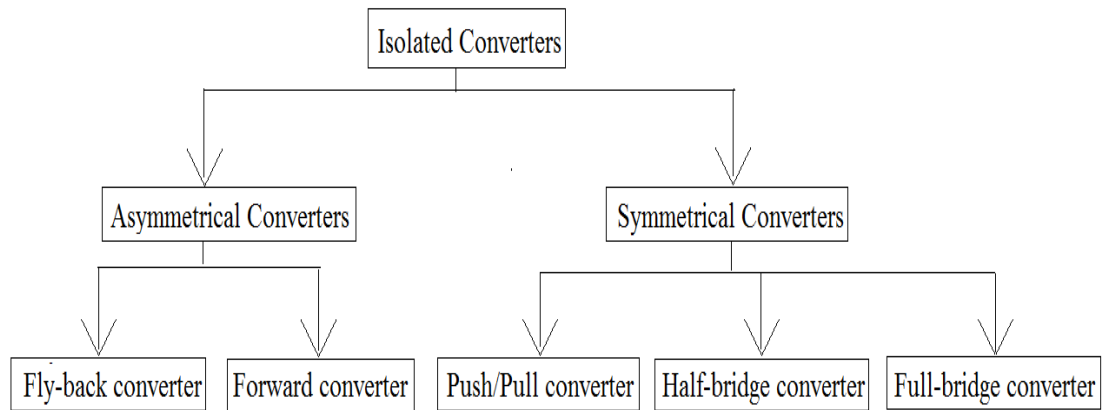 Isolated Converters
Asymmetrical Converters
Symmetrical Converters
Fly-back converter
Forward converter
Push/Pull converter
Half-bridge converter
Full-bridge converter